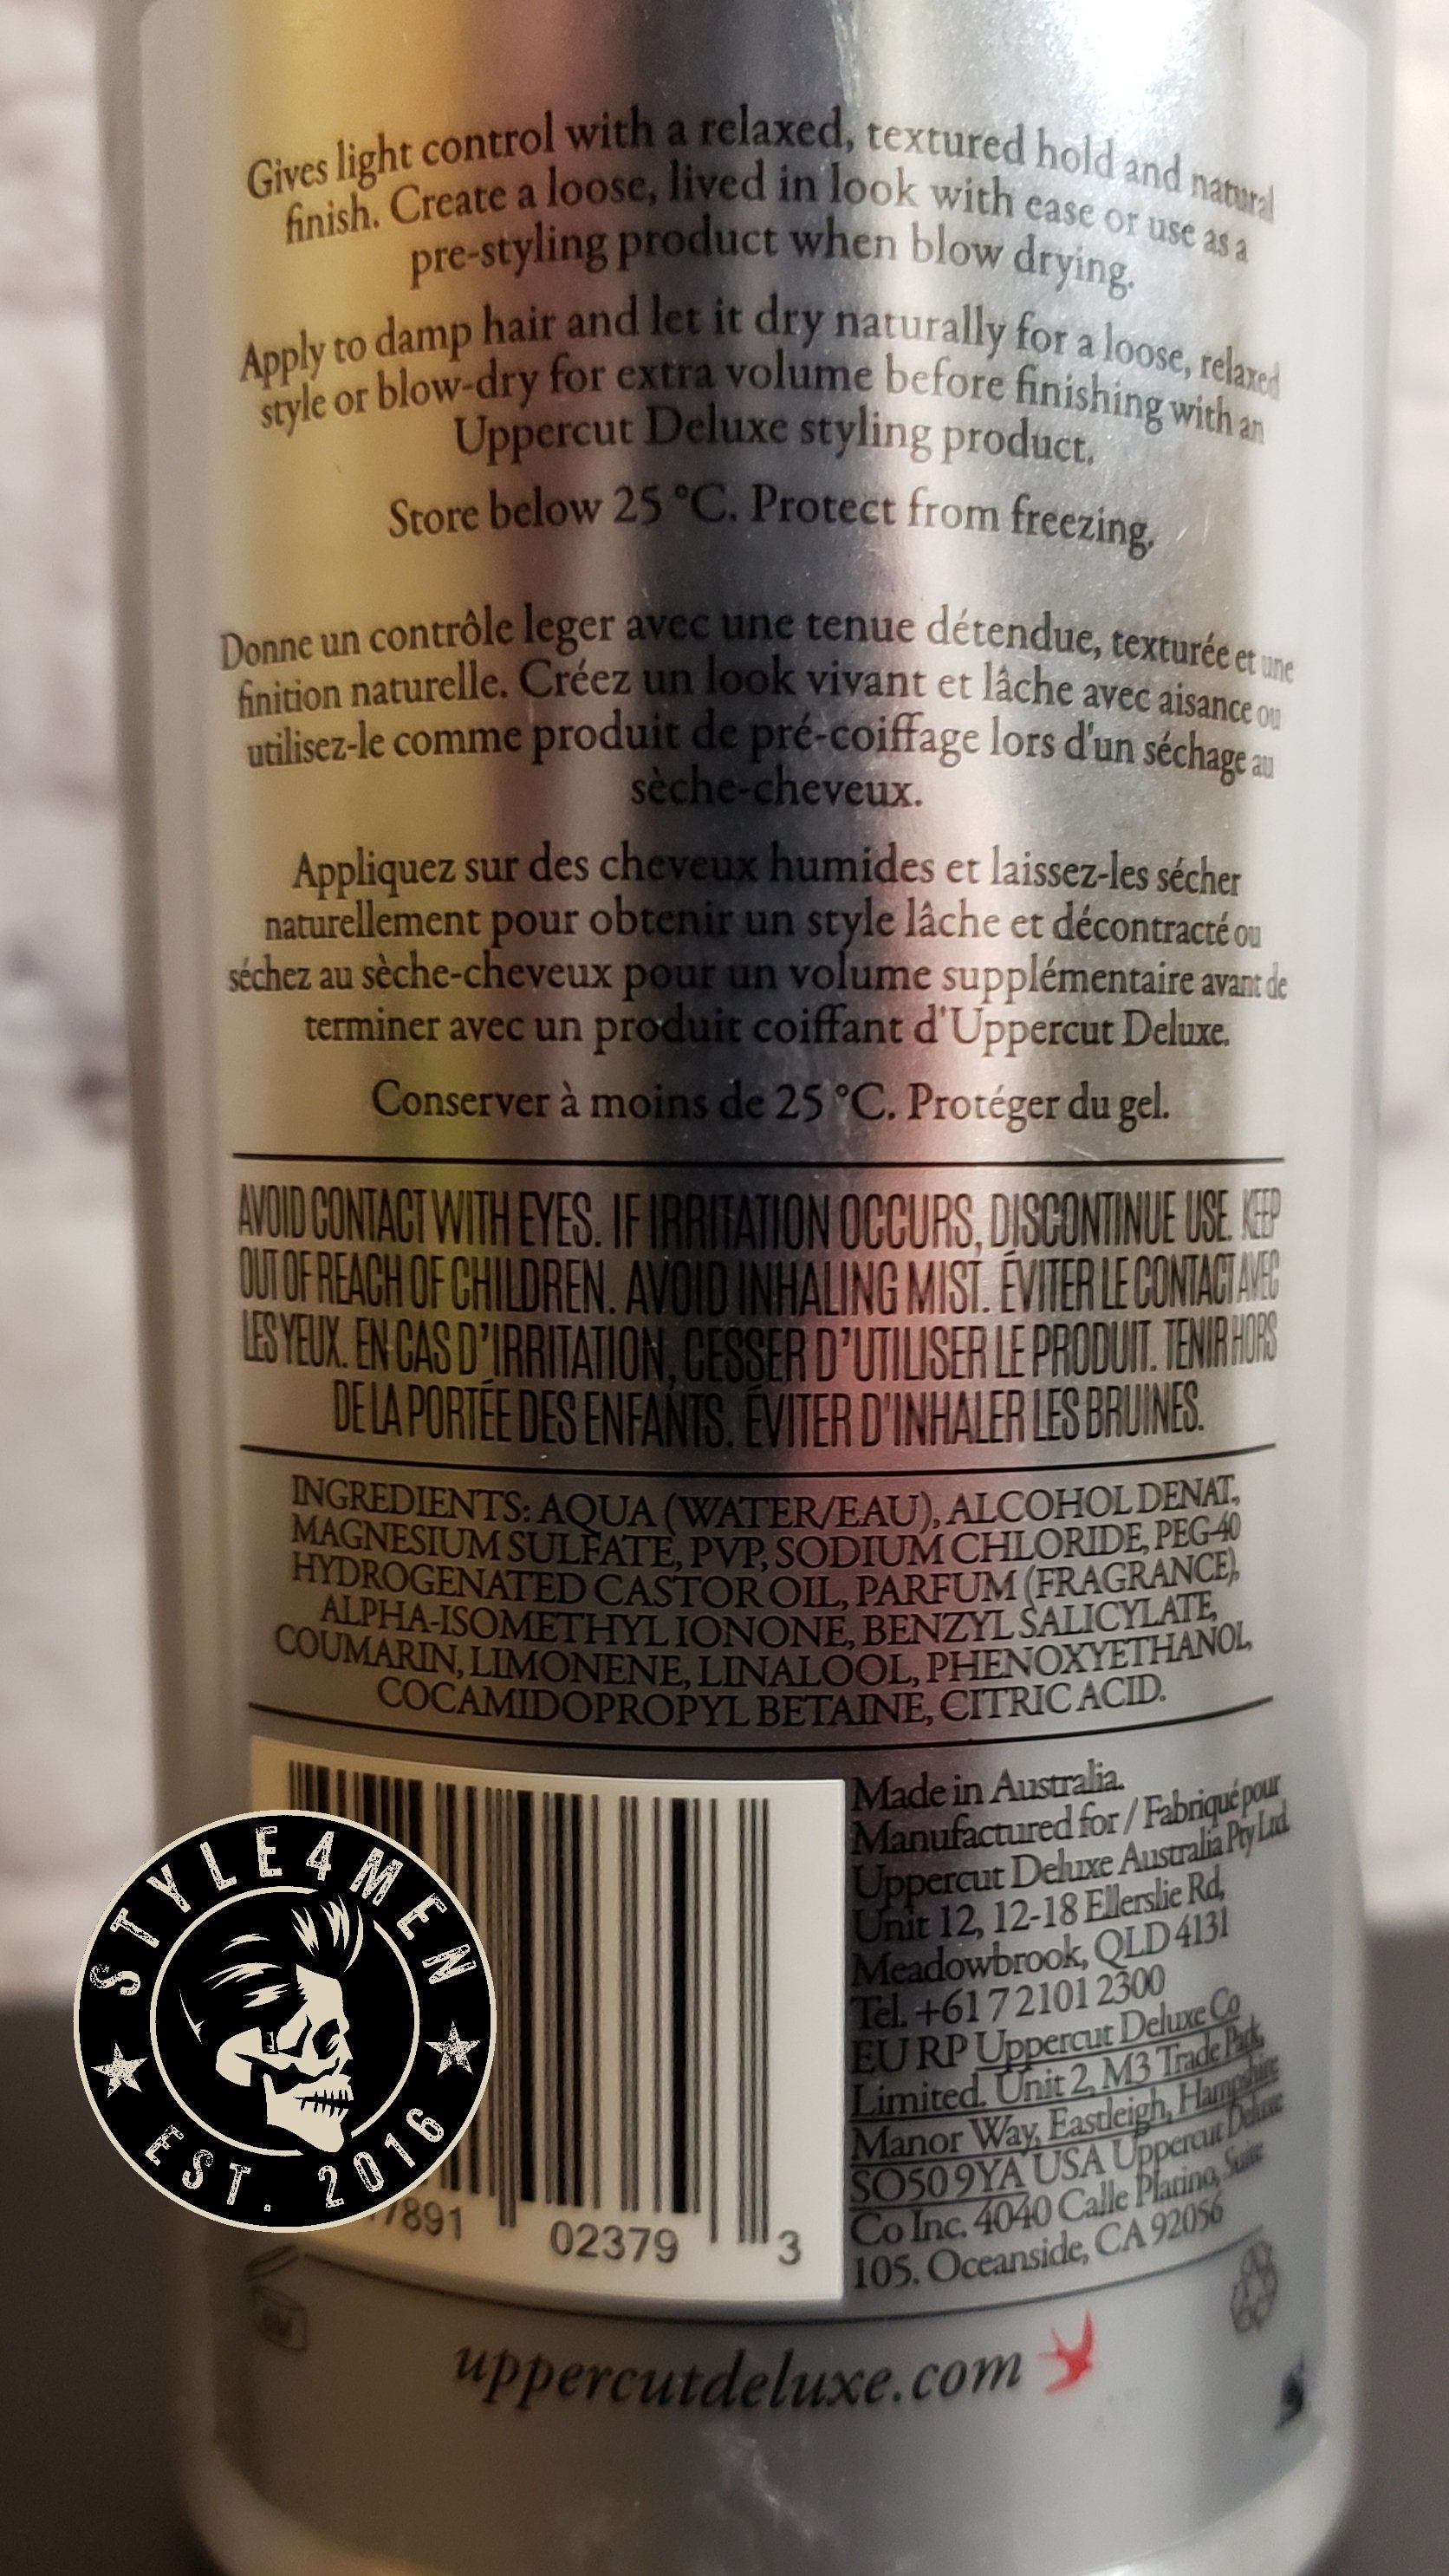 Gives light control with a relaxed, textured hold and natural
finish. Create a loose, lived in look with ease or use as a
pre-styling product when blow drying.
Apply to damp hair and let it dry naturally for a loose, relaxed
style or blow-dry for extra volume before finishing with an
Uppercut Deluxe styling product.
Store below 25 °C. Protect from freezing.
Donne un contrôle leger avec une tenue détendue, texturée et une
finition naturelle. Créez un look vivant et lâche avec aisance ou
utilisez-le comme produit de pré-coiffage lors d'un séchage au
sèche-cheveux.
Appliquez sur des cheveux humides et laissez-les sécher
naturellement pour obtenir un style lâche et décontracté ou
séchez au sèche-cheveux pour un volume supplémentaire avant de
terminer avec un produit coiffant d'Uppercut Deluxe.
Conserver à moins de 25 °C. Protéger du gel.
AVOID CONTACT WITH EYES. IF IRRITATION OCCURS, DISCONTINUE USE. KEEP
OUT OF REACH OF CHILDREN. AVOID INHALING MIST. ÉVITER LE CONTACT AVEC
LES YEUX. EN CAS D'IRRITATION, CESSER D'UTILISER LE PRODUIT. TENIR HORS
DE LA PORTÉE DES ENFANTS. ÉVITER D'INHALER LES BRUINES.
INGREDIENTS: AQUA (WATER/EAU), ALCOHOL DENAT,
MAGNESIUM SULFATE, PVP, SODIUM CHLORIDE, PEG-40
HYDROGENATED CASTOR OIL, PARFUM (FRAGRANCE),
ALPHA-ISOMETHYL IONONE, BENZYL SALICYLATE,
COUMARIN, LIMONENE, LINALOOL, PHENOXYETHANOL,
COCAMIDOPROPYL BETAINE, CITRIC ACID.
Made in Australia.
Manufactured for / Fabriqué pour
Uppercut Deluxe Australia Pty Ltd.
Unit 12, 12-18 Ellerslie Rd,
Meadowbrook, QLD 4131
Tel. +61 7 2101 2300
EU RP Uppercut Deluxe Co
Limited. Unit 2, M3 Trade Park,
Manor Way, Eastleigh, Hampshire
SO50 9YA USA Uppercut Deluxe
Co Inc. 4040 Calle Platino, Suite
105. Oceanside, CA 92056
STYLE4MEN
EST. 2016
7891 02379 3
uppercutdeluxe.com